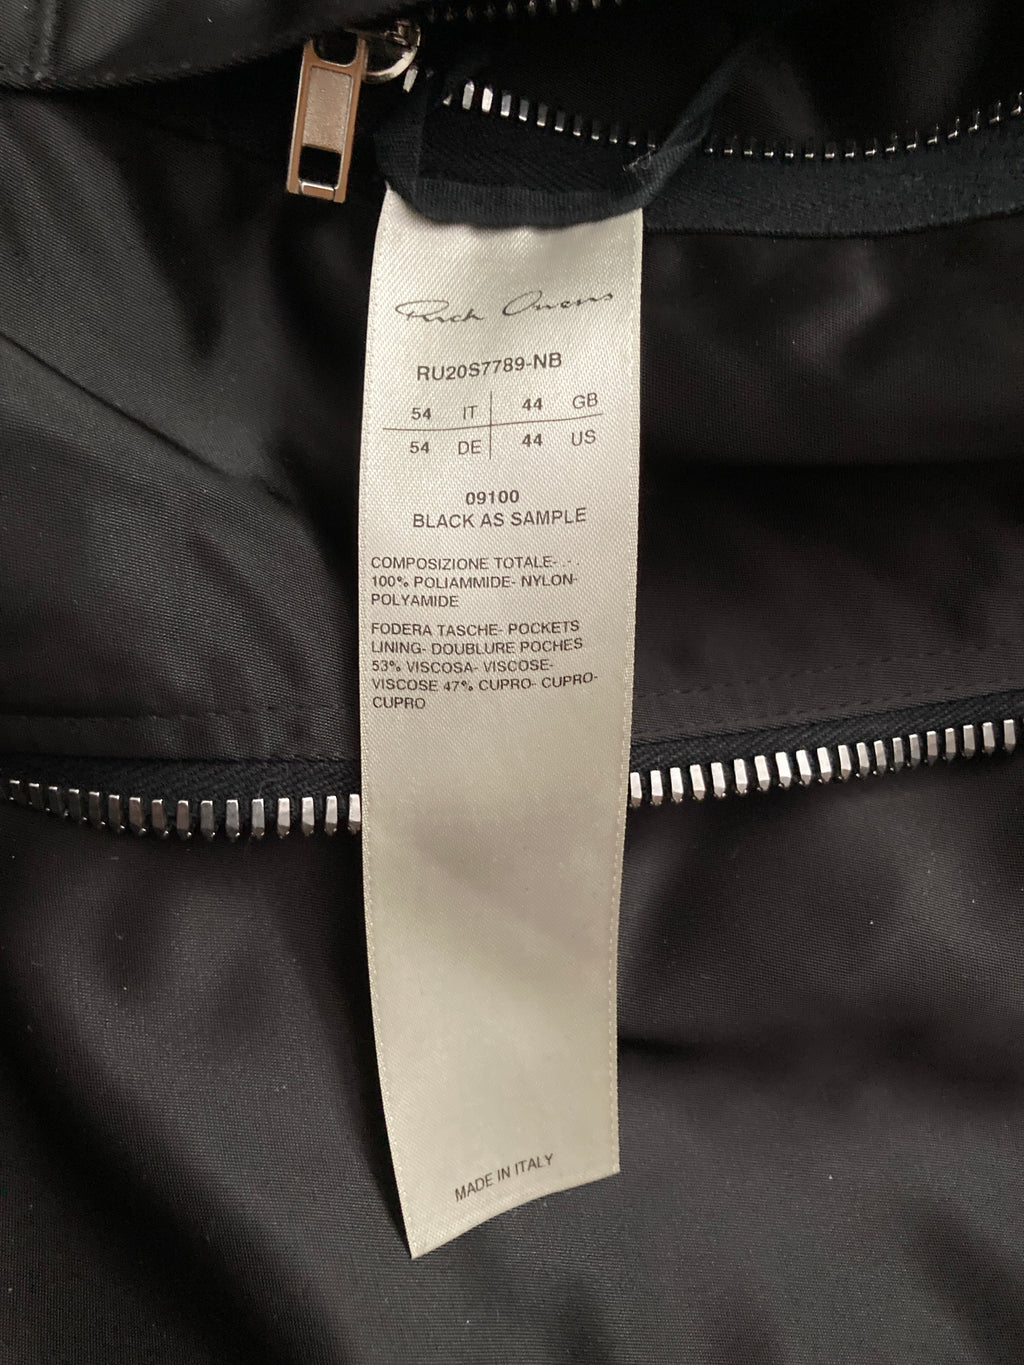 Rick Owens
RU20S7789-NB
54 IT 44 GB
54 DE 44 US
09100
BLACK AS SAMPLE
COMPOSIZIONE TOTALE- .- .
100% POLIAMMIDE- NYLON-
POLYAMIDE
FODERA TASCHE- POCKETS
LINING- DOUBLURE POCHES
53% VISCOSA- VISCOSE-
VISCOSE 47% CUPRO- CUPRO-
CUPRO
MADE IN ITALY